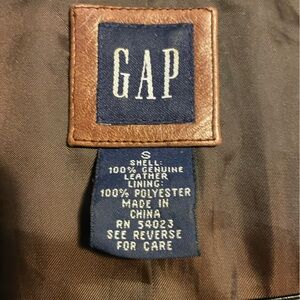 GAP
S
SHELL:
100% GENUINE
LEATHER
LINING:
100% POLYESTER
MADE IN
CHINA
RN 54023
SEE REVERSE
FOR CARE